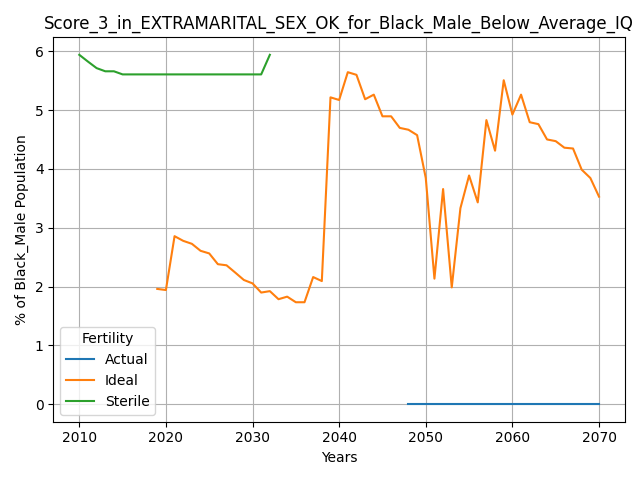 Score_3_in_EXTRAMARITAL_SEX_OK_for_Black_Male_Below_Average_IQ
% of Black_Male Population
6
5
4
3
2
1
0
Fertility
Actual
Ideal
Sterile
2010 2020 2030 2040 2050 2060 2070
Years